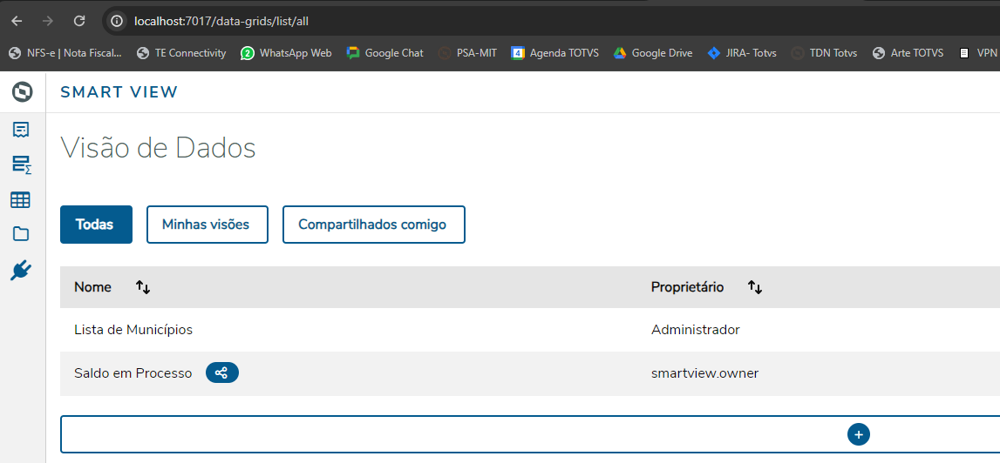 localhost:7017/data-grids/list/all
NFS-e | Nota Fiscal... TE Connectivity 2 WhatsApp Web Google Chat PSA-MIT 4 Agenda TOTVS Google Drive JIRA- Totvs TDN Totvs Arte TOTVS VPN
SMART VIEW
Visão de Dados
Todas Minhas visões Compartilhados comigo
Nome Proprietário
Lista de Municípios Administrador
Saldo em Processo smartview.owner